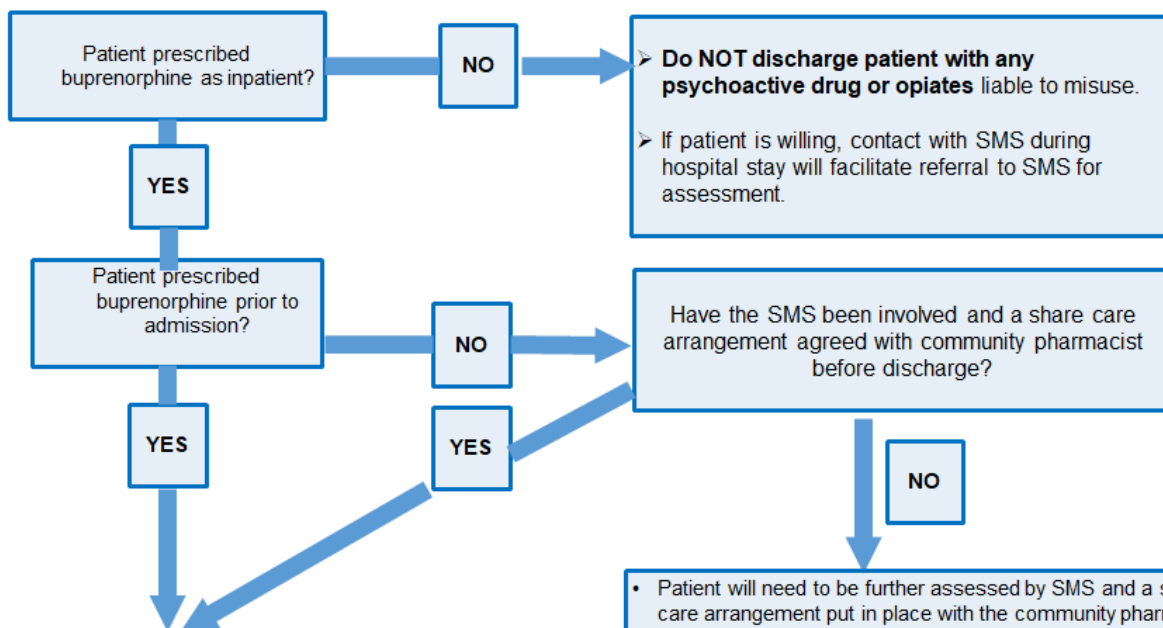 Patient prescribed
buprenorphine as inpatient?
NO
➢ Do NOT discharge patient with any
psychoactive drug or opiates liable to misuse.
➢ If patient is willing, contact with SMS during
hospital stay will facilitate referral to SMS for
assessment.
YES
Patient prescribed
buprenorphine prior to
admission?
NO
Have the SMS been involved and a share care
arrangement agreed with community pharmacist
before discharge?
YES
YES
NO
• Patient will need to be further assessed by SMS and a
care arrangement put in place with the community